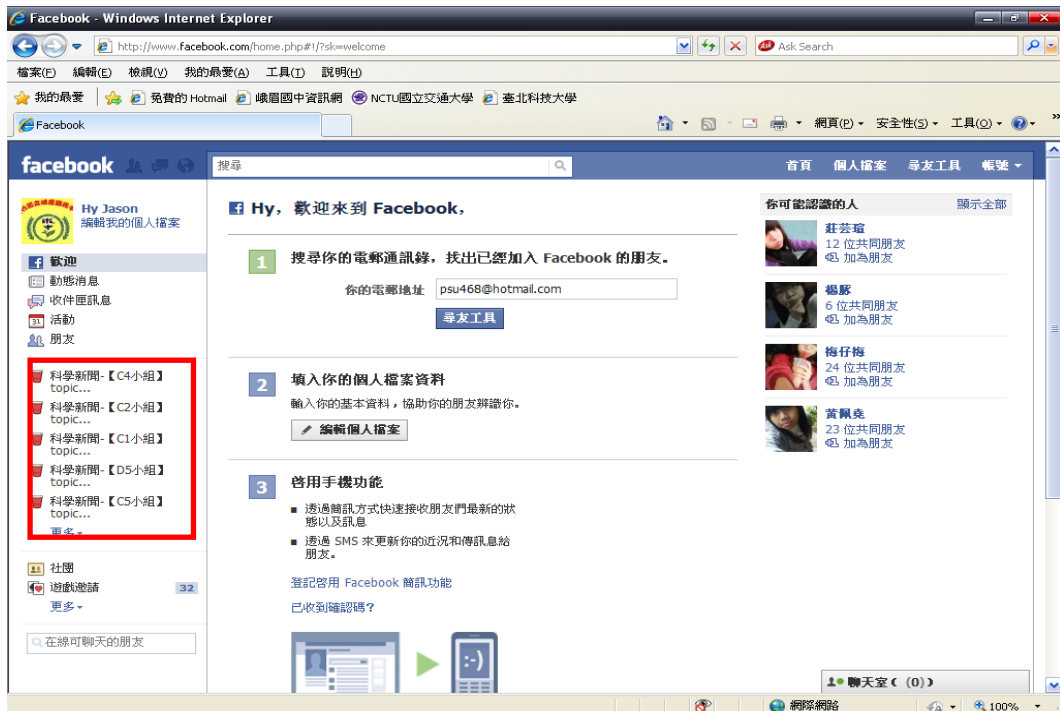 Facebook - Windows Internet Explorer
http://www.facebook.com/home.php#!/?sk=welcome
Ask Search
檔案(F) 編輯(E) 檢視(V) 我的最愛(A) 工具(T) 說明(H)
我的最愛 免費的 Hotmail 峨眉國中資訊網 NCTU國立交通大學 臺北科技大學
Facebook
網頁(P) 安全性(S) 工具(O) »
facebook
搜尋
首頁 個人檔案 尋友工具 帳號
Hy Jason
編輯我的個人檔案
歡迎
動態消息
收件匣訊息
31 活動
朋友
科學新聞-【C4小組】
topic...
科學新聞-【C2小組】
topic...
科學新聞-【C1小組】
topic...
科學新聞-【D5小組】
topic...
科學新聞-【C5小組】
topic...
更多
社團
遊戲邀請 32
更多
在線可聊天的朋友
Hy, 歡迎來到 Facebook,
1 搜尋你的電郵通訊錄，找出已經加入 Facebook 的朋友。
你的電郵地址 psu468@hotmail.com
尋友工具
2 填入你的個人檔案資料
輸入你的基本資料，協助你的朋友辨識你。
編輯個人檔案
3 啓用手機功能
透過簡訊方式快速接收朋友們最新的狀
態以及訊息
透過 SMS 來更新你的近況和傳訊息給
朋友。
登記啓用 Facebook 簡訊功能
已收到確認碼？
:-)
你可能認識的人 顯示全部
莊芸瑄
12 位共同朋友
加為朋友
楊豚
6 位共同朋友
加為朋友
梅仔梅
24 位共同朋友
加為朋友
黃佩堯
23 位共同朋友
加為朋友
聊天室 ( (0) )
網際網路 100%